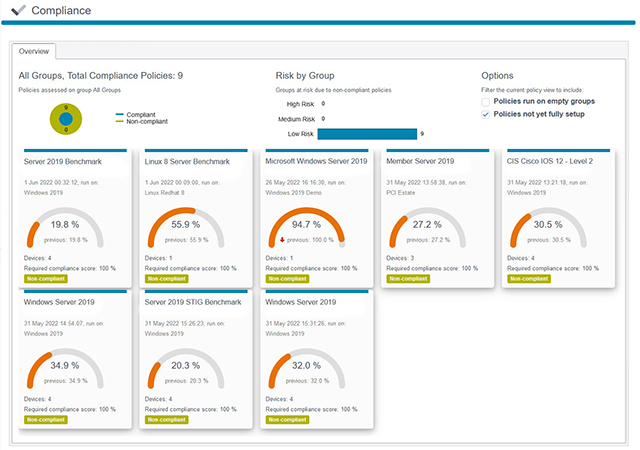 Compliance
Overview
All Groups, Total Compliance Policies: 9
Policies assessed on group All Groups
9
0
Compliant
Non-compliant
Risk by Group
Groups at risk due to non-compliant policies
High Risk 0
Medium Risk 0
Low Risk 9
Options
Filter the current policy view to include:
Policies run on empty groups
Policies not yet fully setup
Server 2019 Benchmark
1 Jun 2022 00:32:12, run on:
Windows 2019
19.8 %
previous: 19.8 %
Devices: 4
Required compliance score: 100 %
Non-compliant
Linux 8 Server Benchmark
1 Jun 2022 00:09:00, run on:
Linux Redhat 8
55.9 %
previous: 55.9 %
Devices: 1
Required compliance score: 100 %
Non-compliant
Microsoft Windows Server 2019
26 May 2022 16:16:30, run on:
Windows 2019 Demo
94.7 %
previous: 100.0 %
Devices: 1
Required compliance score: 100 %
Non-compliant
Member Server 2019
31 May 2022 13:58:38, run on:
PCI Estate
27.2 %
previous: 27.2 %
Devices: 3
Required compliance score: 100 %
Non-compliant
CIS Cisco IOS 12 - Level 2
31 May 2022 13:21:18, run on:
Windows 2019
30.5 %
previous: 30.5 %
Devices: 4
Required compliance score: 100 %
Non-compliant
Windows Server 2019
31 May 2022 14:54:07, run on:
Windows 2019
34.9 %
previous: 34.9 %
Devices: 4
Required compliance score: 100 %
Non-compliant
Server 2019 STIG Benchmark
31 May 2022 15:26:23, run on:
Windows 2019
20.3 %
previous: 20.3 %
Devices: 4
Required compliance score: 100 %
Non-compliant
Windows Server 2019
31 May 2022 15:31:26, run on:
Windows 2019
32.0 %
previous: 32.0 %
Devices: 4
Required compliance score: 100 %
Non-compliant